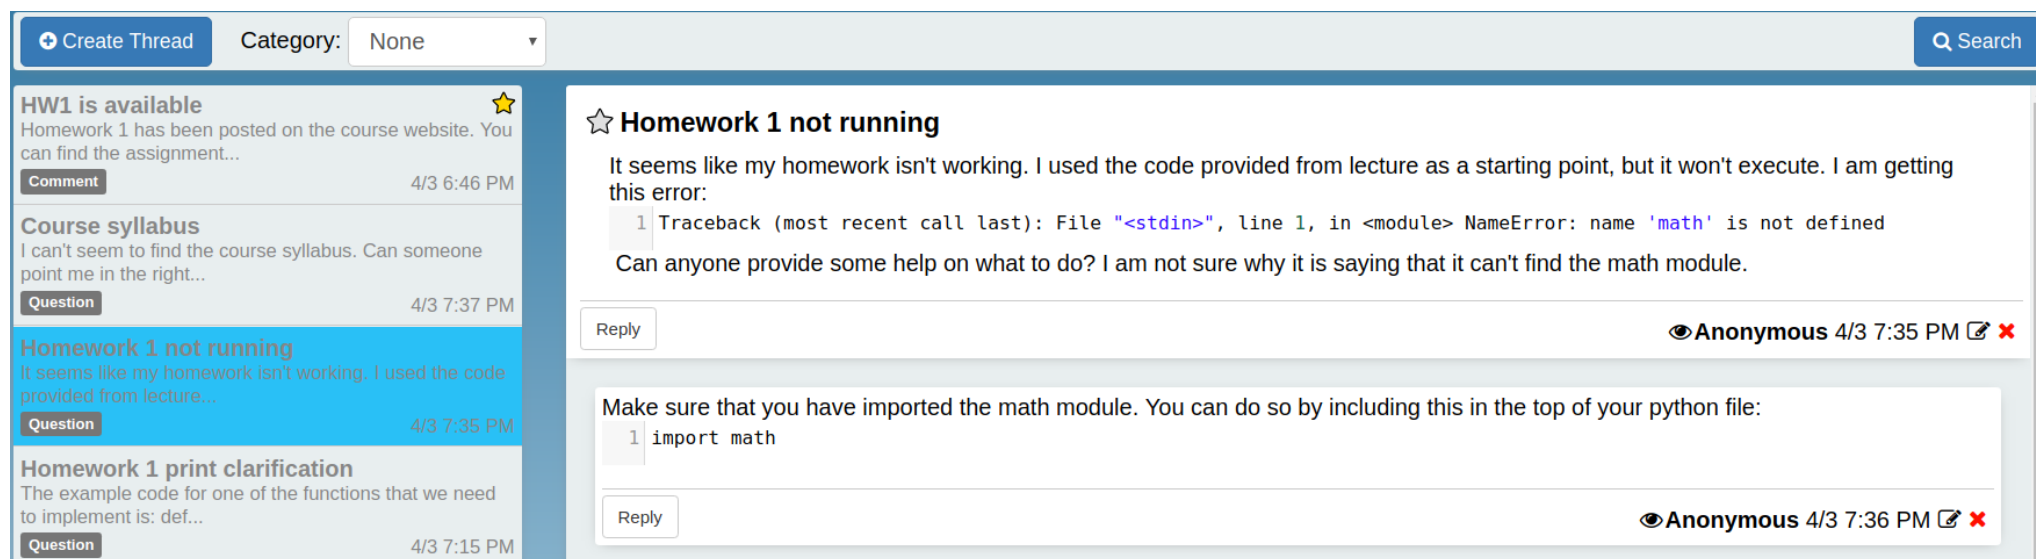 Create Thread Category: None Search
HW1 is available
Homework 1 has been posted on the course website. You
can find the assignment...
Comment 4/3 6:46 PM
Course syllabus
I can't seem to find the course syllabus. Can someone
point me in the right...
Question 4/3 7:37 PM
Homework 1 not running
It seems like my homework isn't working. I used the code
provided from lecture...
Question 4/3 7:35 PM
Homework 1 print clarification
The example code for one of the functions that we need
to implement is: def...
Question 4/3 7:15 PM
Homework 1 not running
It seems like my homework isn't working. I used the code provided from lecture as a starting point, but it won't execute. I am getting
this error:
1 Traceback (most recent call last): File "<stdin>", line 1, in <module> NameError: name 'math' is not defined
Can anyone provide some help on what to do? I am not sure why it is saying that it can't find the math module.
Reply Anonymous 4/3 7:35 PM
Make sure that you have imported the math module. You can do so by including this in the top of your python file:
1 import math
Reply Anonymous 4/3 7:36 PM